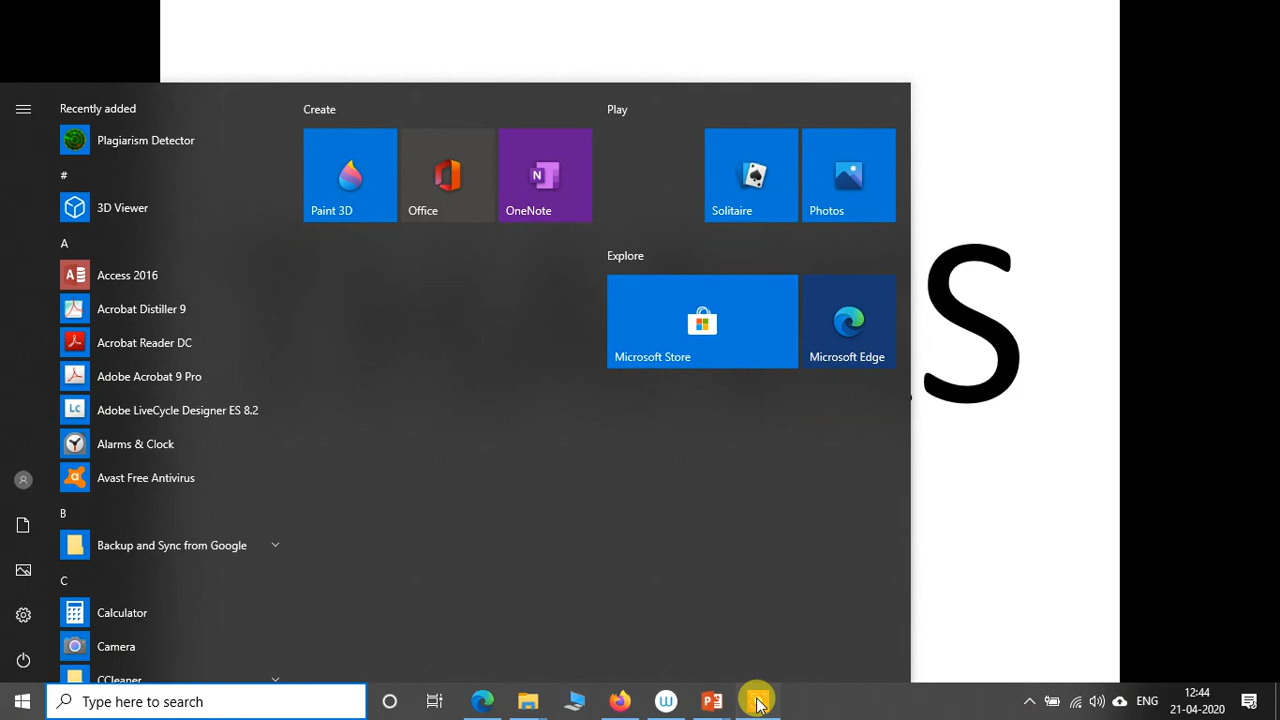 Recently added
Plagiarism Detector
#
3D Viewer
A
Access 2016
Acrobat Distiller 9
Acrobat Reader DC
Adobe Acrobat 9 Pro
Adobe LiveCycle Designer ES 8.2
Alarms & Clock
Avast Free Antivirus
B
Backup and Sync from Google
C
Calculator
Camera
CCleaner
Create
Paint 3D
Office
OneNote
Play
Solitaire
Photos
Explore
Microsoft Store
Microsoft Edge
S
Type here to search
ENG
12:44
21-04-2020